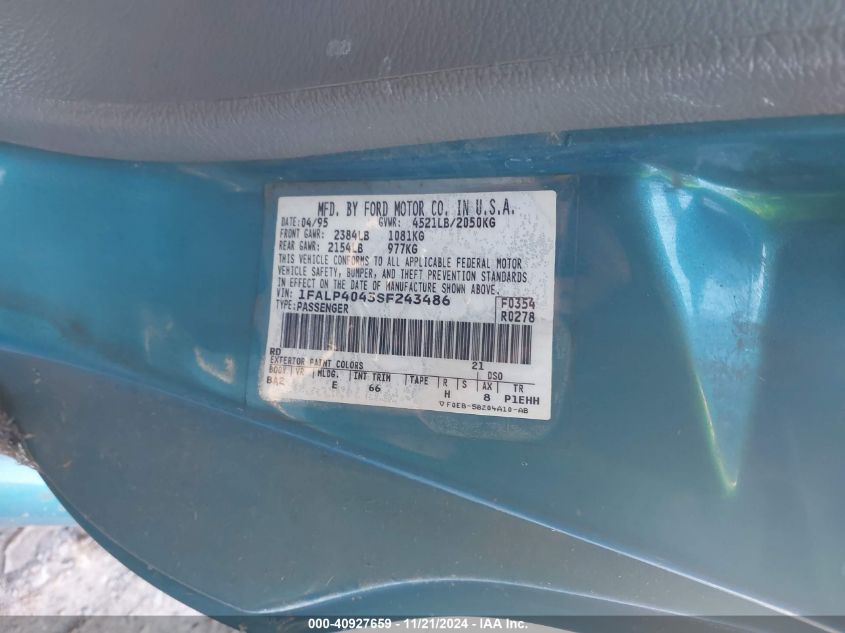 MFD. BY FORD MOTOR CO. IN U.S.A.
DATE: 04/95 GVWR: 4521LB/2050KG
FRONT GAWR: 2384LB 1081KG
REAR GAWR: 2154LB 977KG
THIS VEHICLE CONFORMS TO ALL APPLICABLE FEDERAL MOTOR
VEHICLE SAFETY, BUMPER, AND THEFT PREVENTION STANDARDS
IN EFFECT ON THE DATE OF MANUFACTURE SHOWN ABOVE.
VIN: 1FALP4043SF243486 F0354
TYPE: PASSENGER R0278
RD 21
EXTERIOR PAINT COLORS DSO
BODY VR MLDG. INT TRIM TAPE R S AX TR
BA2 E 66 H 8 P1EHH
▽ F0EB-58204A10-AB
000-40927659 - 11/21/2024 - IAA Inc.